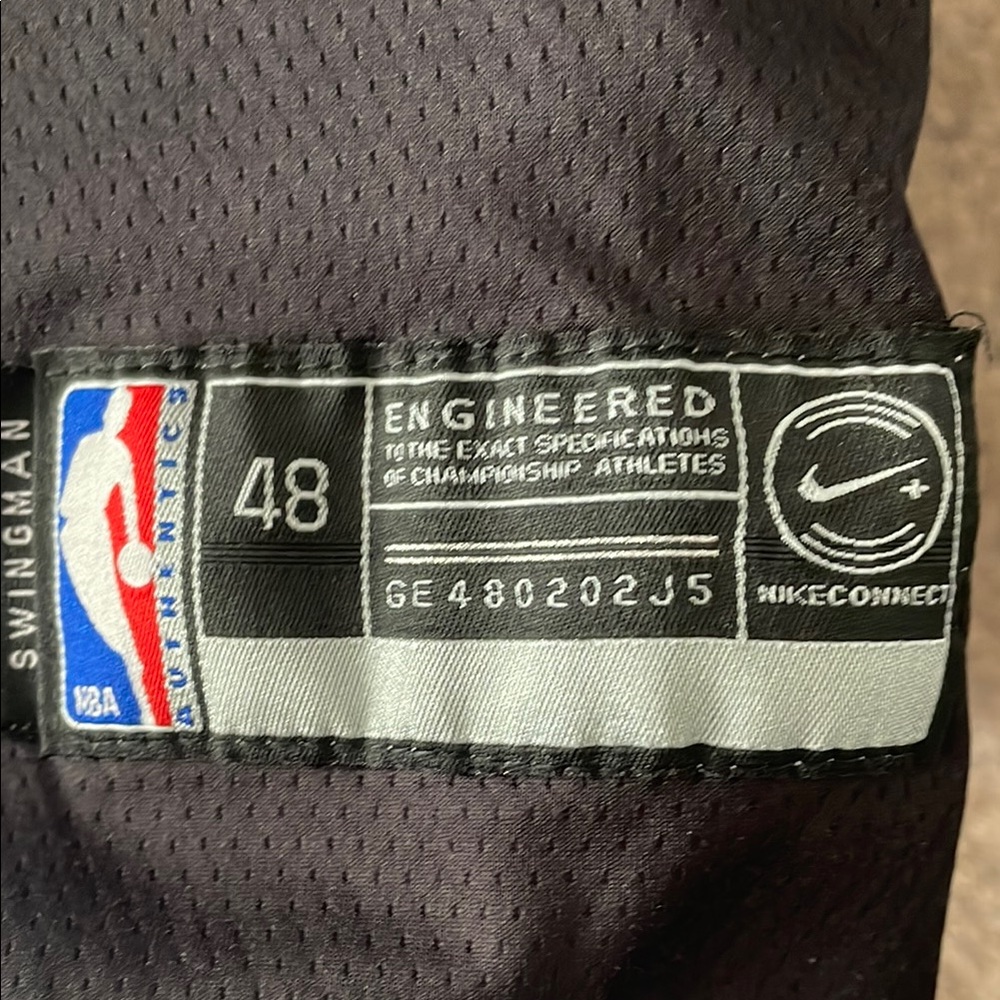 SWINGMAN
NBA
AUTHENTICS
48
ENGINEERED
TO THE EXACT SPECIFICATIONS
OF CHAMPIONSHIP ATHLETES
GE480202J5
NIKECONNECT